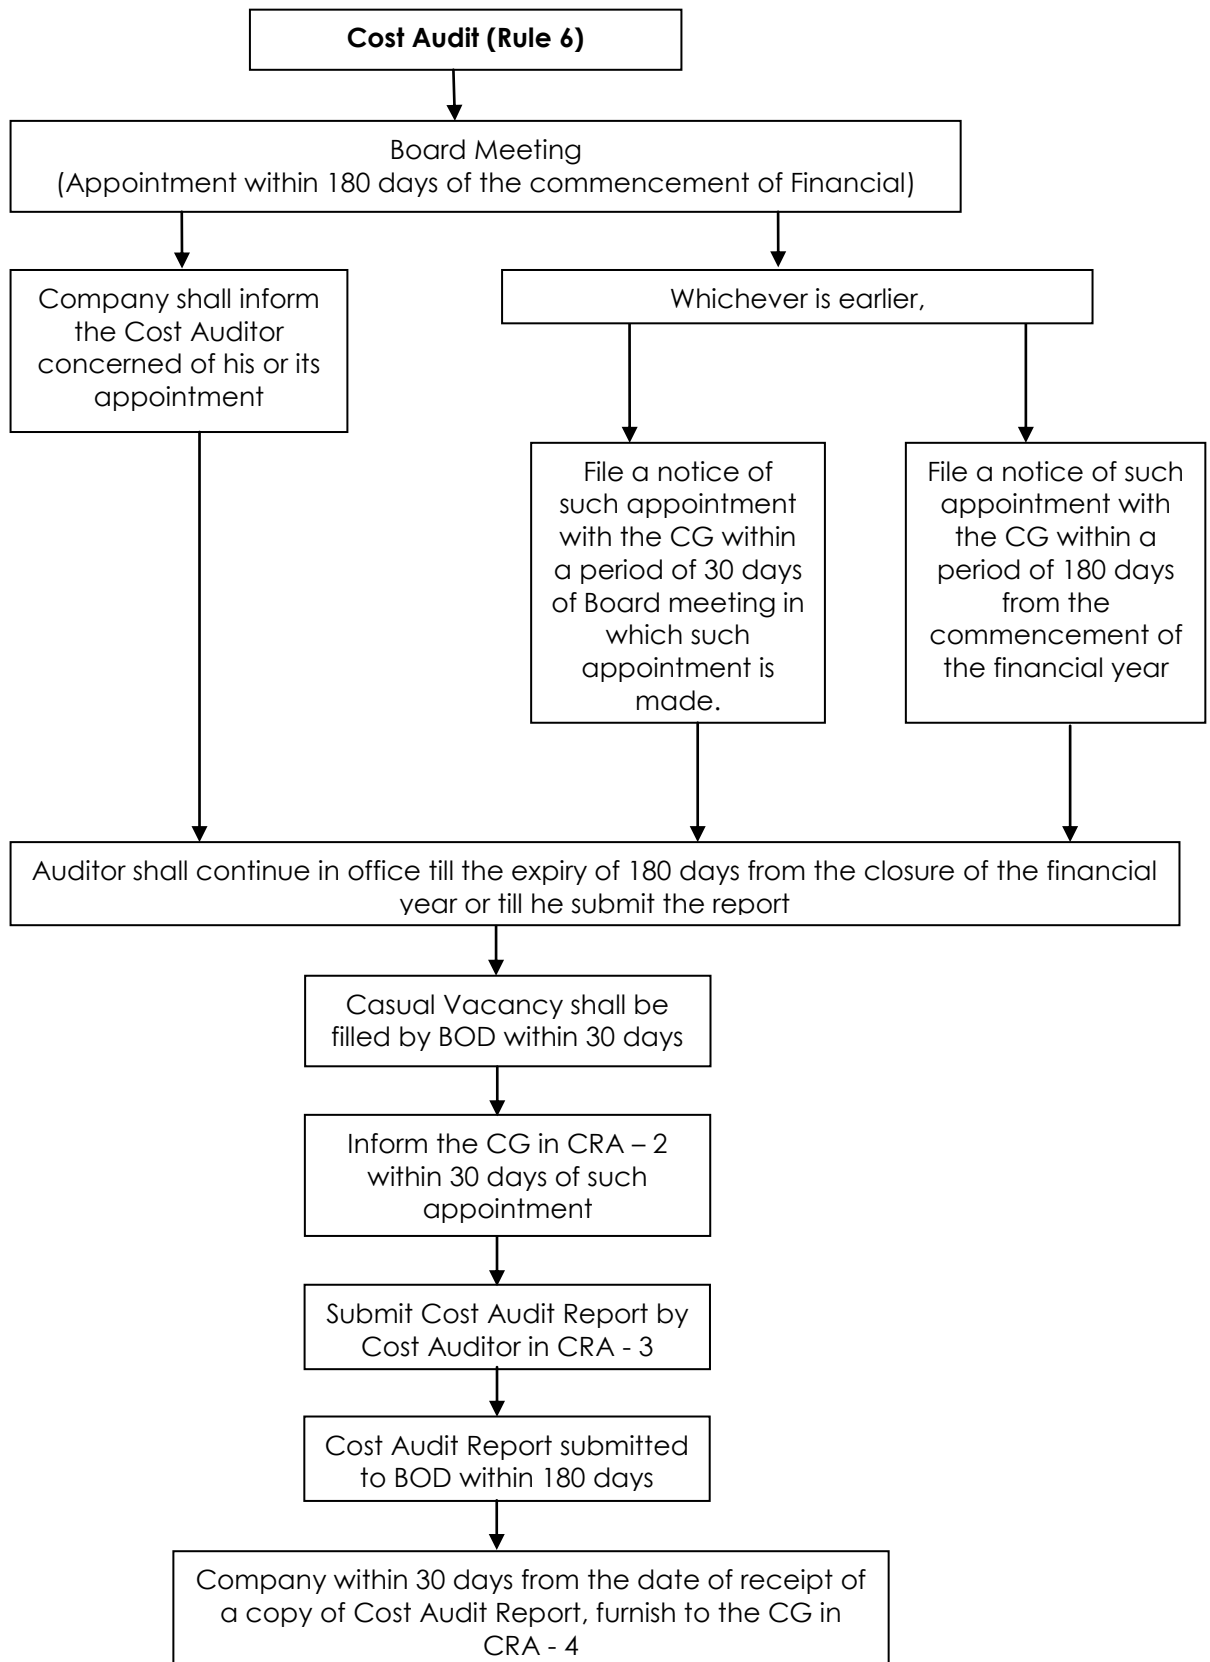 Cost Audit (Rule 6)
Board Meeting
(Appointment within 180 days of the commencement of Financial)
Company shall inform
the Cost Auditor
concerned of his or its
appointment
Whichever is earlier,
File a notice of
such appointment
with the CG within
a period of 30 days
of Board meeting in
which such
appointment is
made.
File a notice of such
appointment with
the CG within a
period of 180 days
from the
commencement of
the financial year
Auditor shall continue in office till the expiry of 180 days from the closure of the financial
year or till he submit the report
Casual Vacancy shall be
filled by BOD within 30 days
Inform the CG in CRA – 2
within 30 days of such
appointment
Submit Cost Audit Report by
Cost Auditor in CRA - 3
Cost Audit Report submitted
to BOD within 180 days
Company within 30 days from the date of receipt of
a copy of Cost Audit Report, furnish to the CG in
CRA - 4